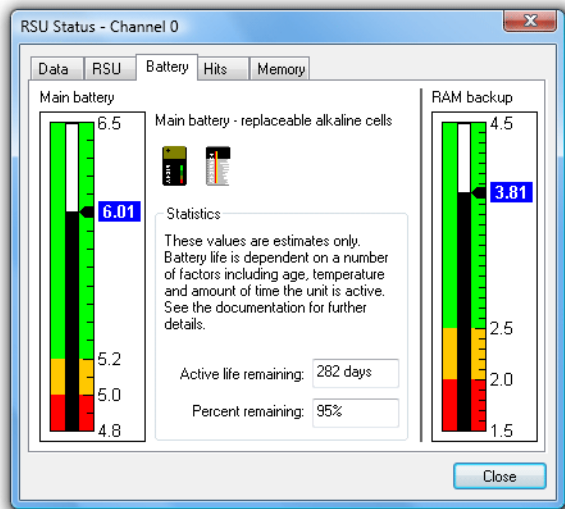 RSU Status - Channel 0
Data
RSU
Battery
Hits
Memory
Main battery
6.5
6.01
5.2
5.0
4.8
Main battery - replaceable alkaline cells
Statistics
These values are estimates only.
Battery life is dependent on a number
of factors including age, temperature
and amount of time the unit is active.
See the documentation for further
details.
Active life remaining: 282 days
Percent remaining: 95%
RAM backup
4.5
3.81
2.5
2.0
1.5
Close